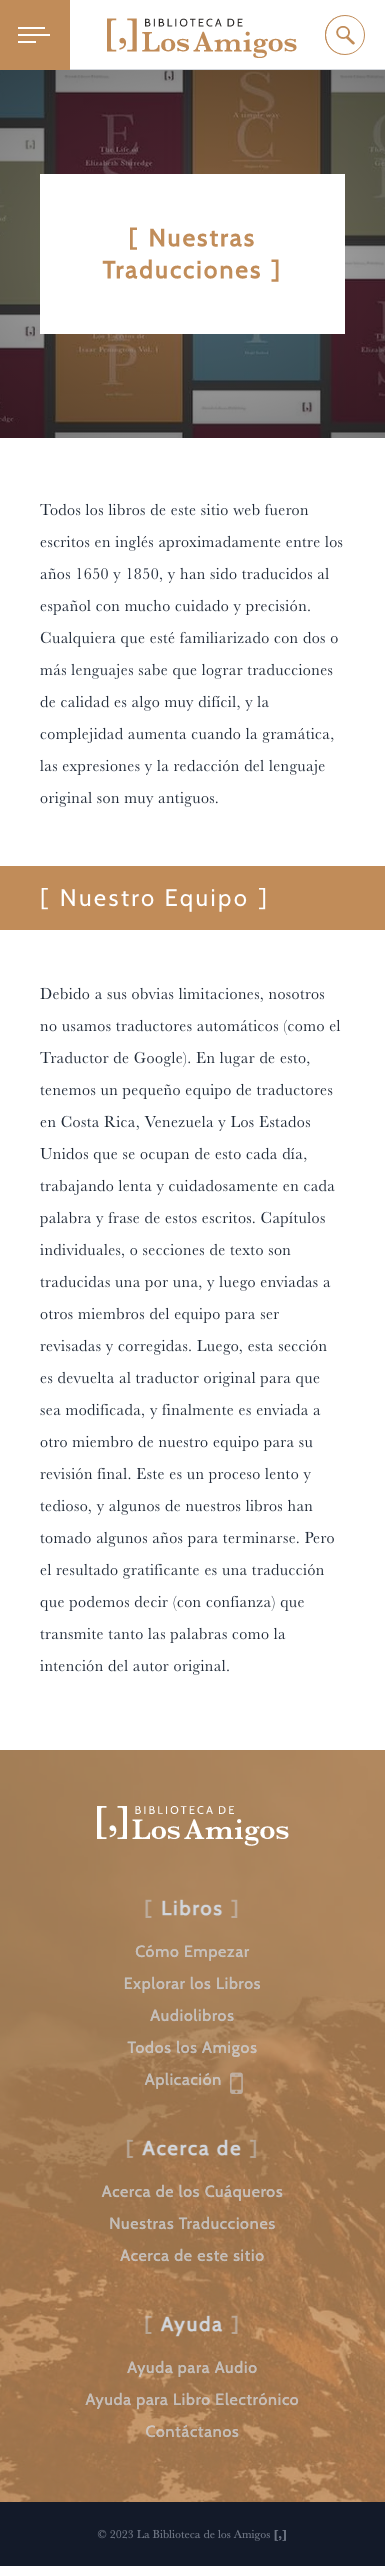 BIBLIOTECA DE
[,] Los Amigos
The Life of
Elizabeth Stirredge
[ Nuestras
Traducciones ]
Isaac Penington, Vol. I
Todos los libros de este sitio web fueron
escritos en inglés aproximadamente entre los
años 1650 y 1850, y han sido traducidos al
español con mucho cuidado y precisión.
Cualquiera que esté familiarizado con dos o
más lenguajes sabe que lograr traducciones
de calidad es algo muy difícil, y la
complejidad aumenta cuando la gramática,
las expresiones y la redacción del lenguaje
original son muy antiguos.
[ Nuestro Equipo ]
Debido a sus obvias limitaciones, nosotros
no usamos traductores automáticos (como el
Traductor de Google). En lugar de esto,
tenemos un pequeño equipo de traductores
en Costa Rica, Venezuela y Los Estados
Unidos que se ocupan de esto cada día,
trabajando lenta y cuidadosamente en cada
palabra y frase de estos escritos. Capítulos
individuales, o secciones de texto son
traducidas una por una, y luego enviadas a
otros miembros del equipo para ser
revisadas y corregidas. Luego, esta sección
es devuelta al traductor original para que
sea modificada, y finalmente es enviada a
otro miembro de nuestro equipo para su
revisión final. Este es un proceso lento y
tedioso, y algunos de nuestros libros han
tomado algunos años para terminarse. Pero
el resultado gratificante es una traducción
que podemos decir (con confianza) que
transmite tanto las palabras como la
intención del autor original.
BIBLIOTECA DE
[,] Los Amigos
[ Libros ]
Cómo Empezar
Explorar los Libros
Audiolibros
Todos los Amigos
Aplicación
[ Acerca de ]
Acerca de los Cuáqueros
Nuestras Traducciones
Acerca de este sitio
[ Ayuda ]
Ayuda para Audio
Ayuda para Libro Electrónico
Contáctanos
© 2023 La Biblioteca de los Amigos [,]